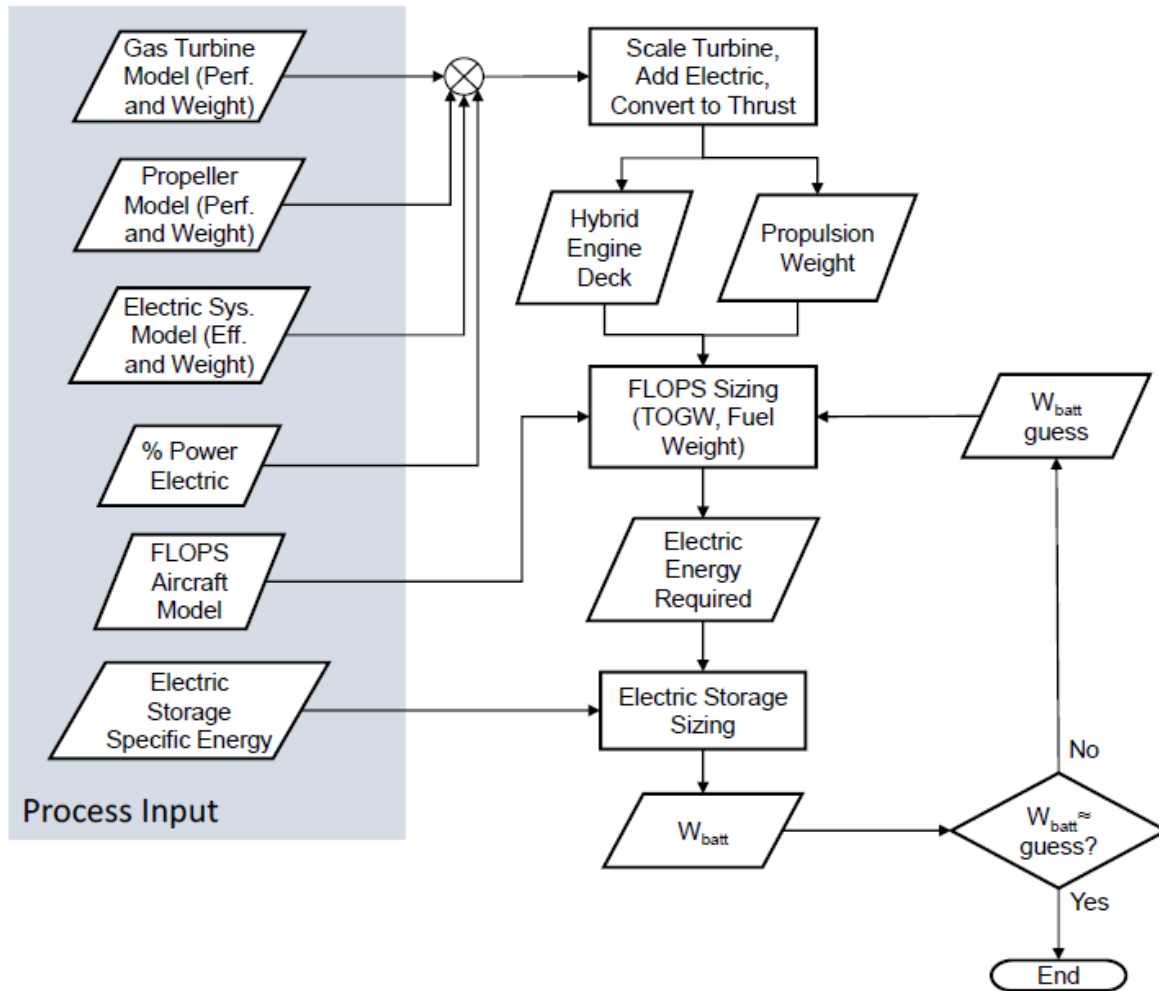 Gas Turbine
Model (Perf.
and Weight)
Scale Turbine,
Add Electric,
Convert to Thrust
Propeller
Model (Perf.
and Weight)
Hybrid
Engine
Deck
Propulsion
Weight
Electric Sys.
Model (Eff.
and Weight)
FLOPS Sizing
(TOGW, Fuel
Weight)
W_batt
guess
% Power
Electric
FLOPS
Aircraft
Model
Electric
Energy
Required
Electric
Storage
Specific Energy
Electric Storage
Sizing
No
Process Input
W_batt
W_batt≈
guess?
Yes
End